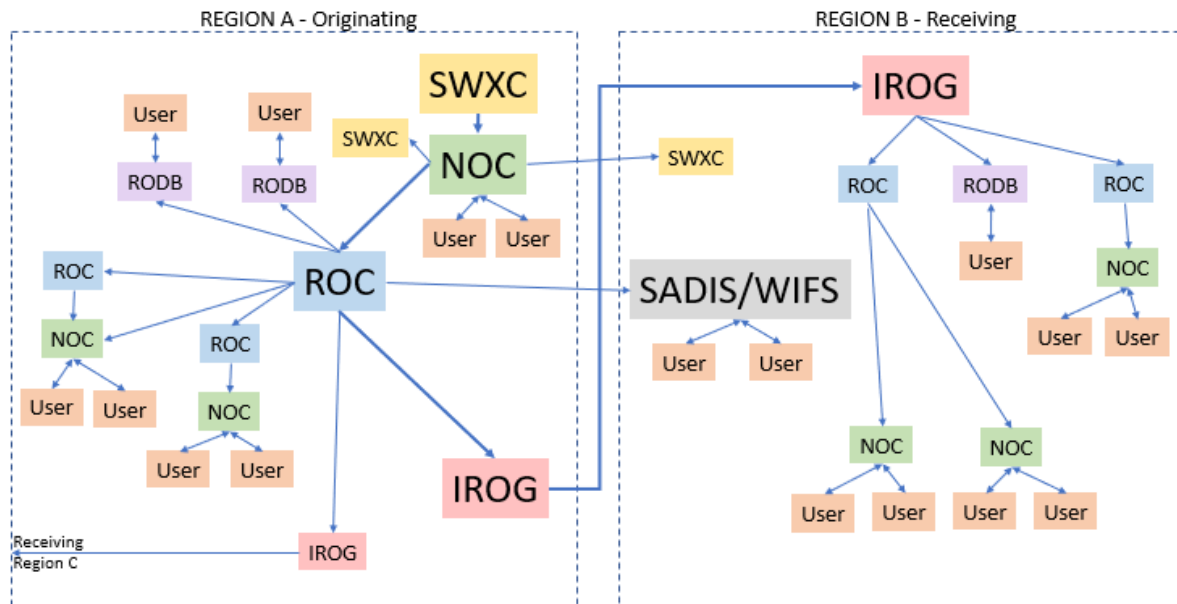 REGION A - Originating
REGION B - Receiving
SWXC
IROG
User
User
SWXC
NOC
SWXC
RODB
RODB
ROC
RODB
ROC
User
User
User
ROC
ROC
SADIS/WIFS
NOC
NOC
ROC
User
User
User
User
User
User
NOC
User
User
NOC
NOC
User
User
IROG
User
User
User
User
Receiving
Region C
IROG